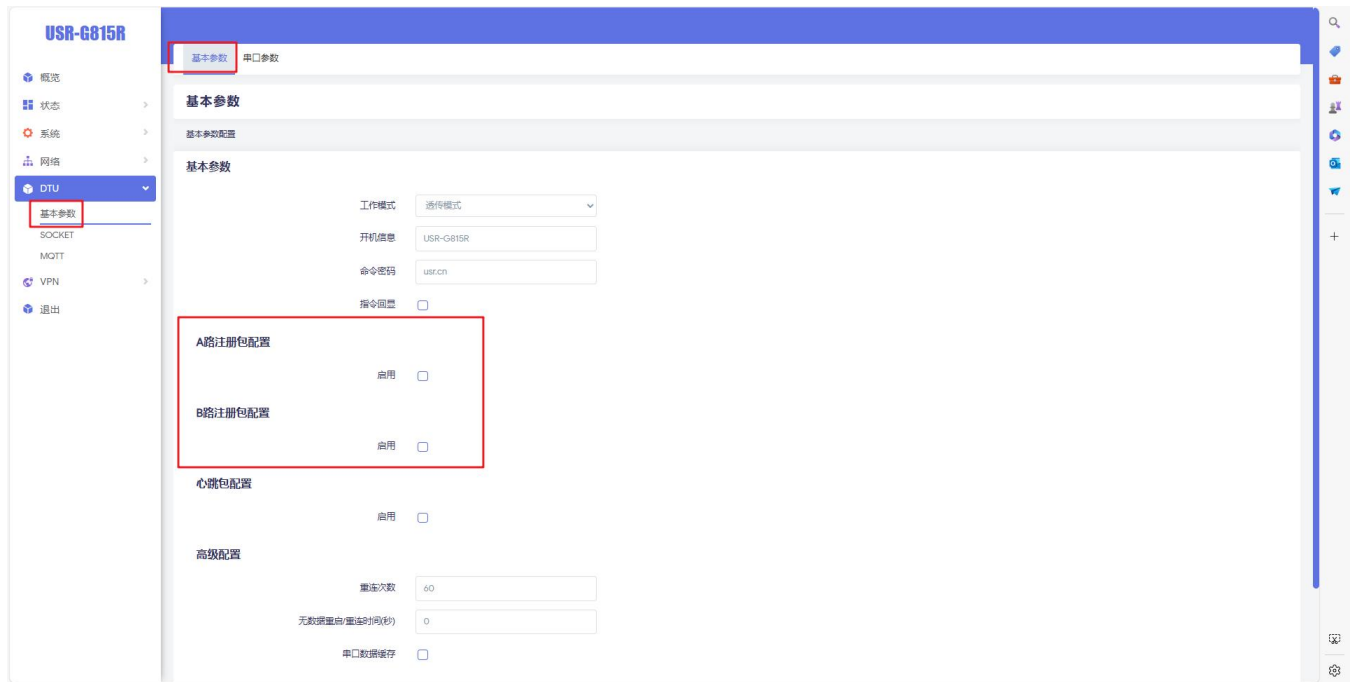 USR-G815R
概览
状态
系统
网络
DTU
基本参数
SOCKET
MQTT
VPN
退出
基本参数 串口参数
基本参数
基本参数配置
基本参数
工作模式 透传模式
开机信息 USR-G815R
命令密码 usr.cn
指令回显
A路注册包配置
启用
B路注册包配置
启用
心跳包配置
启用
高级配置
重连次数 60
无数据重启/重连时间(秒) 0
串口数据缓存